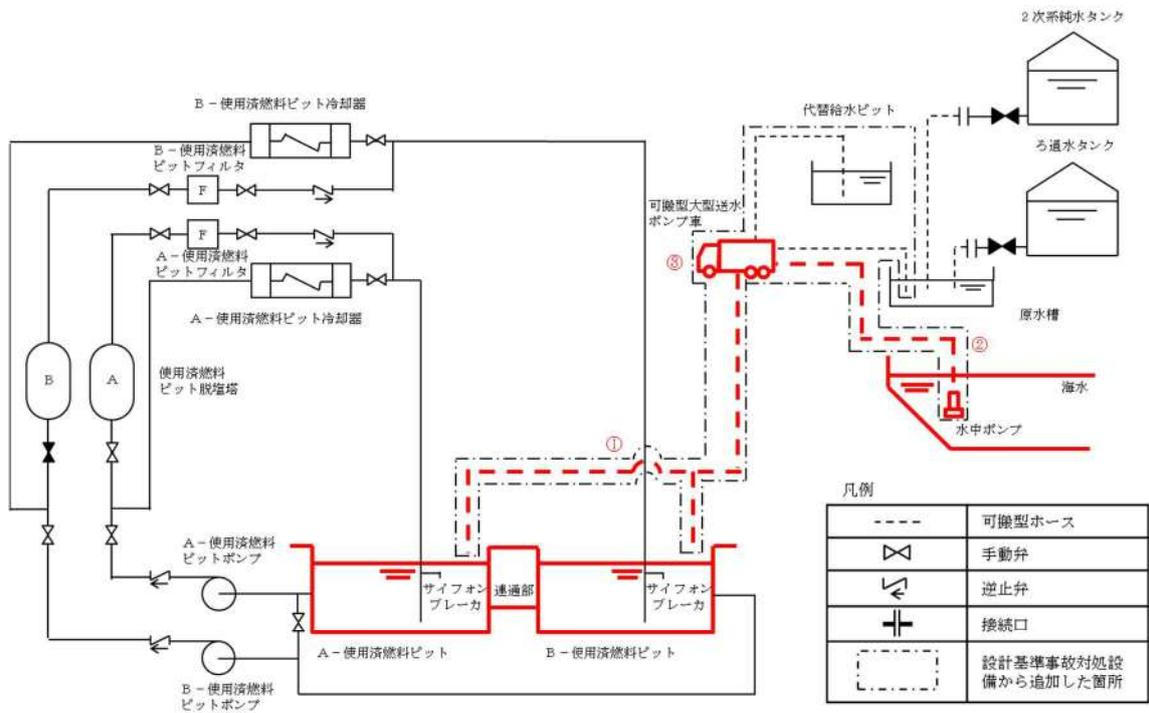 2次系純水タンク
B－使用済燃料ピット冷却器
代替給水ピット
B－使用済燃料
ピットフィルタ
F
ろ過水タンク
可搬型大型送水
ポンプ車
F
A－使用済燃料
ピットフィルタ
③
A－使用済燃料ピット冷却器
原水槽
②
B
A
使用済燃料
ピット脱塩塔
海水
水中ポンプ
①
凡例
可搬型ホース
手動弁
逆止弁
接続口
設計基準事故対処設
備から追加した箇所
A－使用済燃料
ピットポンプ
サイフォン
ブレーカ
連通部
サイフォン
ブレーカ
A－使用済燃料ピット
B－使用済燃料ピット
B－使用済燃料
ピットポンプ